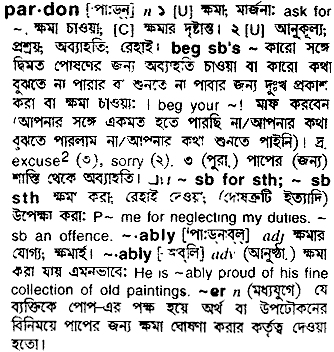 par·don [ˈপা:ডন্] n ১ [U] ক্ষমা; মার্জনা: ask for
~, ক্ষমা চাওয়া; [C] ক্ষমার দৃষ্টান্ত। ২ [U] আনুকূল্য;
প্রশ্রয়; অব্যাহতি; রেহাই। beg sb's ~ কারো সঙ্গে
দ্বিমত পোষণের জন্য অব্যাহতি চাওয়া বা কারো কথা
বুঝতে না পারার বা শুনতে না পাবার জন্য দুঃখ প্রকাশ
করা বা ক্ষমা চাওয়া: I beg your ~! মাফ করবেন
(আপনার সঙ্গে একমত হতে পারছি না/আপনার কথা
বুঝতে পারলাম না/আপনার কথা শুনতে পাইনি)। দ্র.
excuse² (৩), sorry (২). ৩ (পুরা.) পাপের (জন্য)
শাস্তি থেকে অব্যাহতি। ~ sb for sth; ~ sb
sth ক্ষমা করা; রেহাই দেওয়া; (দোষত্রুটি ইত্যাদি)
উপেক্ষা করা: P~ me for neglecting my duties. ~
sb an offence. ~·ably [ˈপা:ডনব্ল্] adj ক্ষমার
যোগ্য; ক্ষমার্হ। ~·ably [-নব্লি] adv (আনুষ্ঠা.) ক্ষমা
করা যায় এমনভাবে: He is ~ably proud of his fine
collection of old paintings. ~er n (মধ্যযুগে) যে
ব্যক্তিকে পোপ-এর পক্ষ হয়ে অর্থ বা উপঢৌকনের
বিনিময়ে পাপের জন্য ক্ষমা ঘোষণা করার কর্তৃত্ব দেওয়া
হতো।